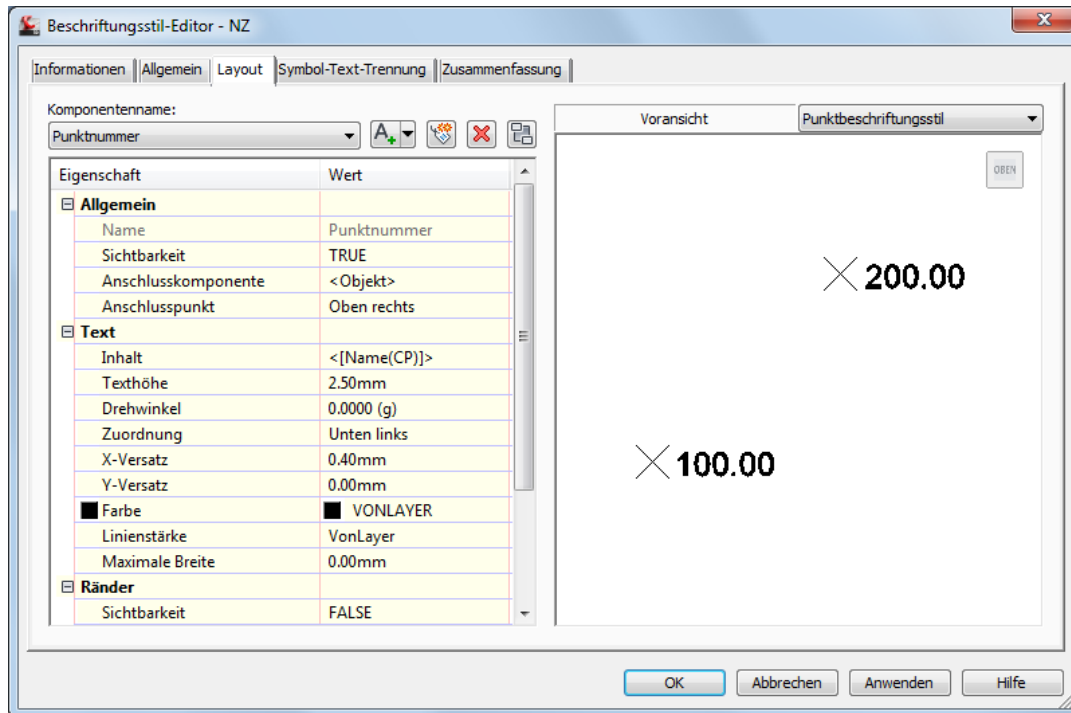 Beschriftungsstil-Editor - NZ
Informationen Allgemein Layout Symbol-Text-Trennung Zusammenfassung
Komponentenname:
Punktnummer
Eigenschaft Wert
Allgemein
Name Punktnummer
Sichtbarkeit TRUE
Anschlusskomponente <Objekt>
Anschlusspunkt Oben rechts
Text
Inhalt <[Name(CP)]>
Texthöhe 2.50mm
Drehwinkel 0.0000 (g)
Zuordnung Unten links
X-Versatz 0.40mm
Y-Versatz 0.00mm
Farbe VONLAYER
Linienstärke VonLayer
Maximale Breite 0.00mm
Ränder
Sichtbarkeit FALSE
Voransicht Punktbeschriftungsstil
OBEN
200.00
100.00
OK Abbrechen Anwenden Hilfe